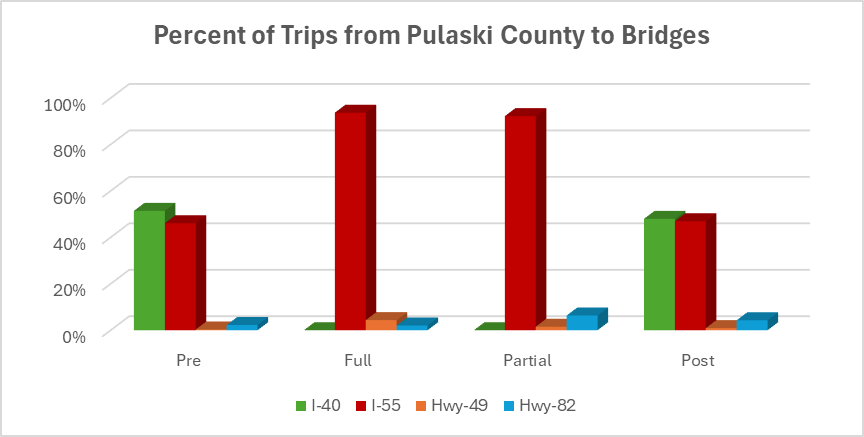 Percent of Trips from Pulaski County to Bridges
100%
80%
60%
40%
20%
0%
Pre Full Partial Post
I-40 I-55 Hwy-49 Hwy-82